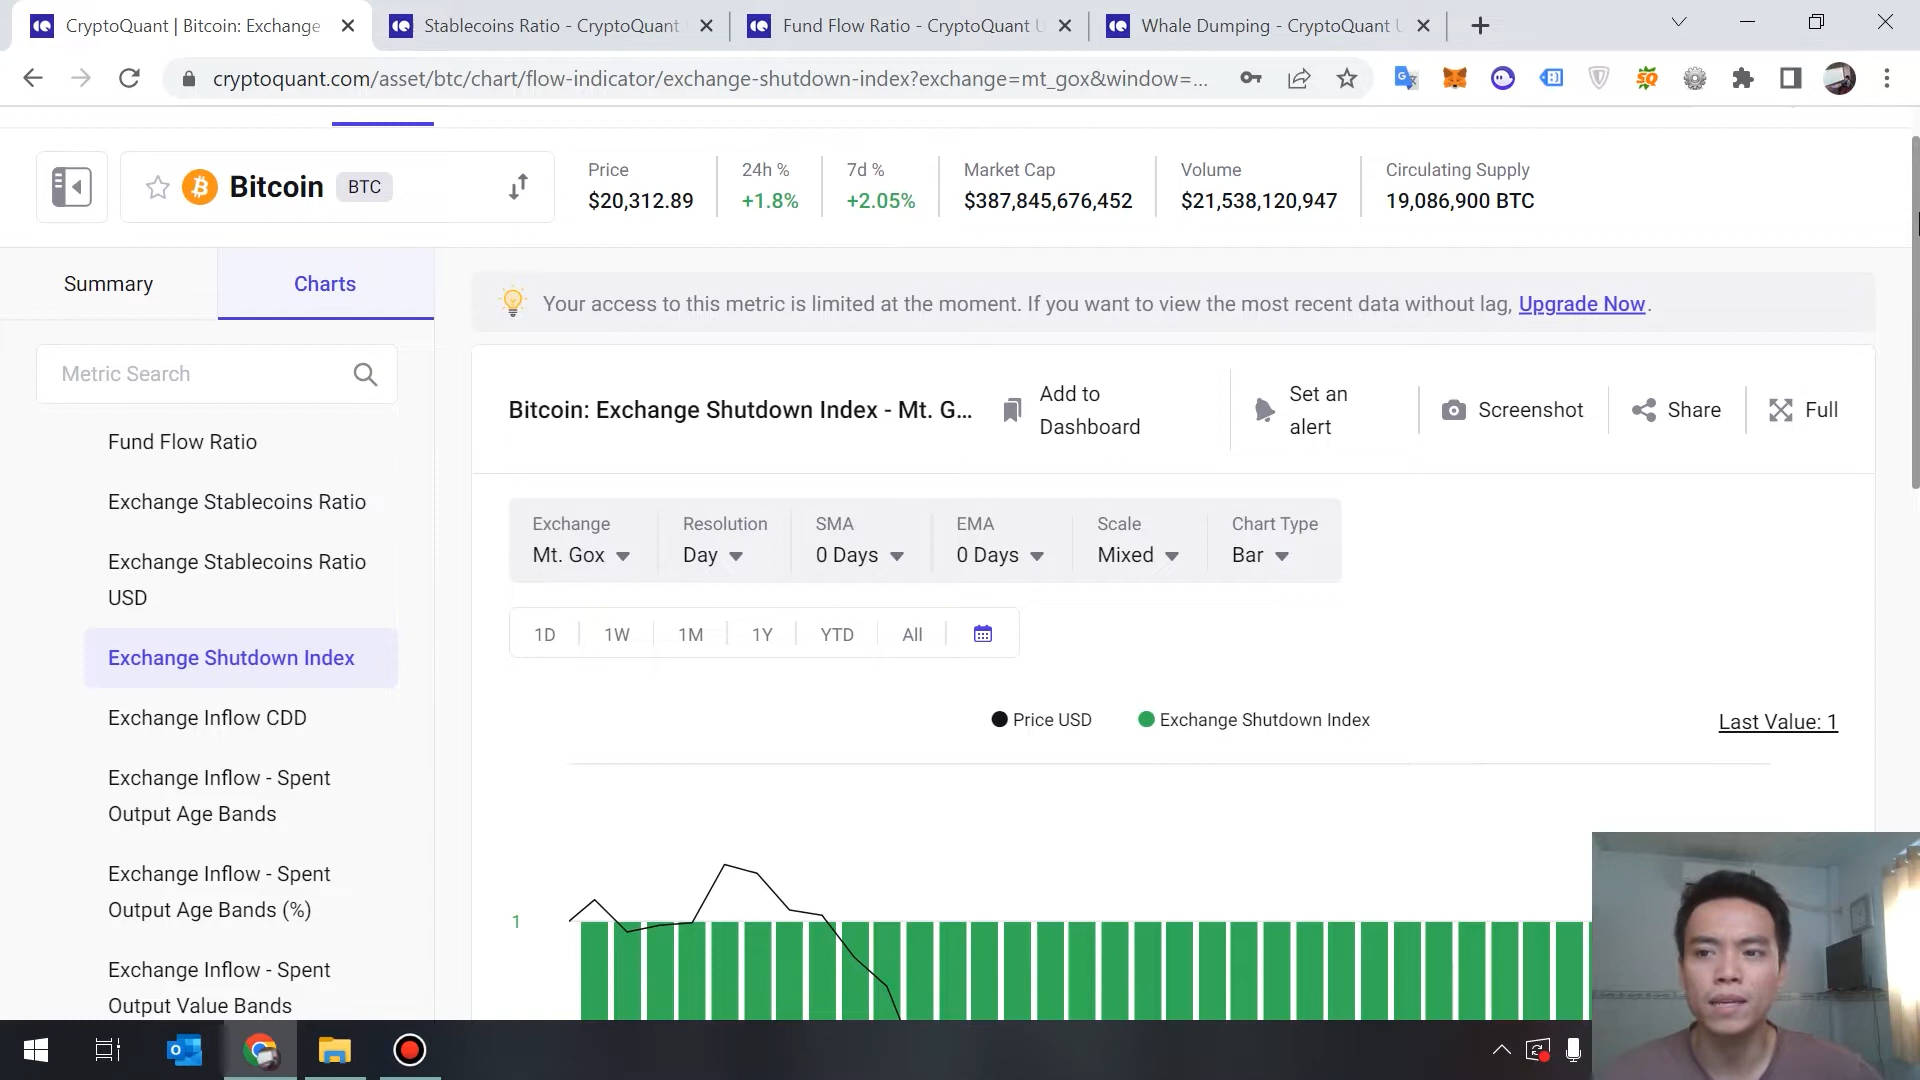 CryptoQuant | Bitcoin: Exchange
Stablecoins Ratio - CryptoQuant
Fund Flow Ratio - CryptoQuant U
Whale Dumping - CryptoQuant U
cryptoquant.com/asset/btc/chart/flow-indicator/exchange-shutdown-index?exchange=mt_gox&window=...
Bitcoin BTC
Price
$20,312.89
24h %
+1.8%
7d %
+2.05%
Market Cap
$387,845,676,452
Volume
$21,538,120,947
Circulating Supply
19,086,900 BTC
Summary
Charts
Your access to this metric is limited at the moment. If you want to view the most recent data without lag, Upgrade Now.
Metric Search
Fund Flow Ratio
Exchange Stablecoins Ratio
Exchange Stablecoins Ratio
USD
Exchange Shutdown Index
Exchange Inflow CDD
Exchange Inflow - Spent
Output Age Bands
Exchange Inflow - Spent
Output Age Bands (%)
Exchange Inflow - Spent
Output Value Bands
Bitcoin: Exchange Shutdown Index - Mt. G...
Add to
Dashboard
Set an
alert
Screenshot
Share
Full
Exchange
Mt. Gox
Resolution
Day
SMA
0 Days
EMA
0 Days
Scale
Mixed
Chart Type
Bar
1D
1W
1M
1Y
YTD
All
Price USD
Exchange Shutdown Index
Last Value: 1
1